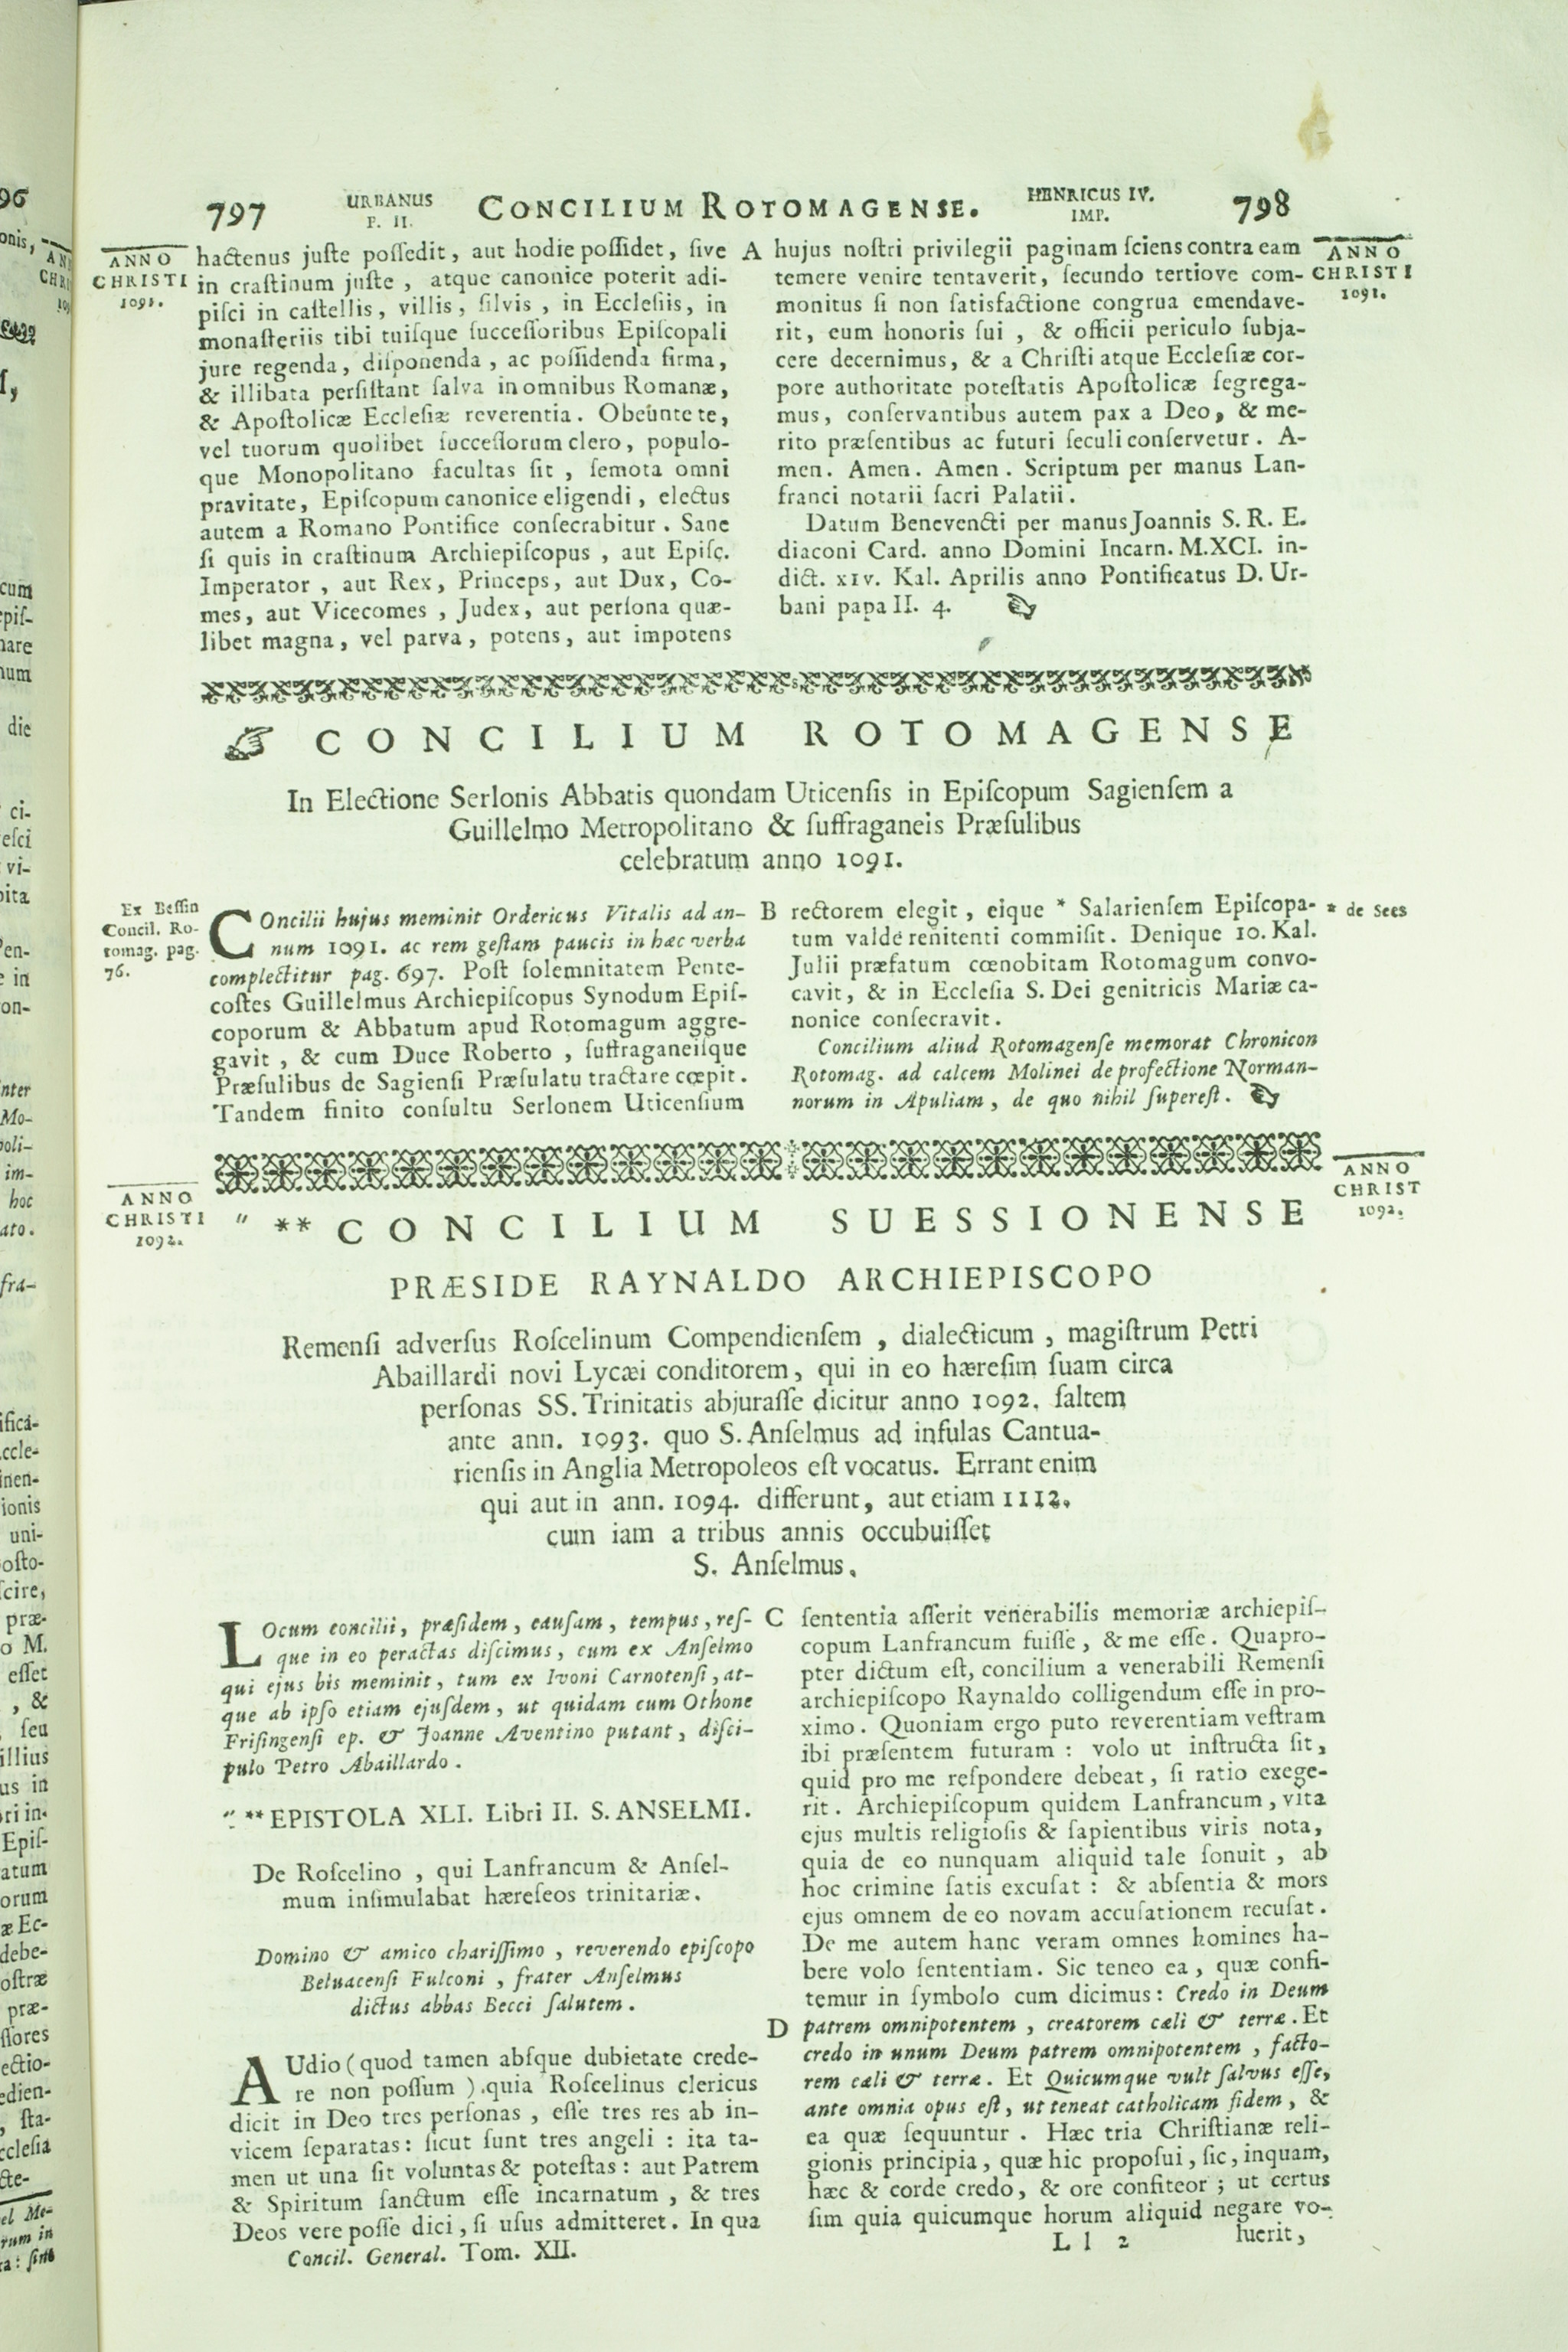 797 URBANUS P. II. CONCILIUM ROTOMAGENSE. HENRICUS IV. IMP. 798
ANNO
CHRISTI
1091.
hactenus juſte poſſedit, aut hodie poſſidet, ſive
in craſtinum juſte, atque canonice poterit adi-
piſci in caſtellis, villis, ſilvis, in Eccleſiis, in
monaſteriis tibi tuiſque ſucceſſoribus Epiſcopali
jure regenda, diſponenda, ac poſſidenda firma,
& illibata perſiſtant ſalva in omnibus Romanæ,
& Apoſtolicæ Eccleſiæ reverentia. Obeunte te,
vel tuorum quolibet ſucceſſorum clero, populo-
que Monopolitano facultas ſit, ſemota omni
pravitate, Epiſcopum canonice eligendi, electus
autem a Romano Pontifice conſecrabitur. Sane
ſi quis in craſtinum Archiepiſcopus, aut Epiſc.
Imperator, aut Rex, Princeps, aut Dux, Co-
mes, aut Vicecomes, Judex, aut perſona quæ-
libet magna, vel parva, potens, aut impotens
A hujus noſtri privilegii paginam ſciens contra eam
temere venire tentaverit, ſecundo tertiove com-
monitus ſi non ſatisfactione congrua emendave-
rit, eum honoris ſui, & officii periculo ſubja-
cere decernimus, & a Chriſti atque Eccleſiæ cor-
pore authoritate poteſtatis Apoſtolicæ ſegrega-
mus, conſervantibus autem pax a Deo, & me-
rito præſentibus ac futuri ſeculi conſervetur. A-
men. Amen. Amen. Scriptum per manus Lan-
franci notarii ſacri Palatii.
Datum Benevencti per manus Joannis S. R. E.
diaconi Card. anno Domini Incarn. M.XCI. in-
dict. XIV. Kal. Aprilis anno Pontificatus D. Ur-
bani papa II. 4.
ANNO
CHRISTI
1091.
CONCILIUM ROTOMAGENSE
In Electione Serlonis Abbatis quondam Uticenſis in Epiſcopum Sagienſem a
Guillelmo Metropolitano & ſuffraganeis Præſulibus
celebratum anno 1091.
Ex Beſſin
Concil. Ro-
tomag. pag.
76.
COncilii hujus meminit Ordericus Vitalis ad an-
num 1091. ac rem geſtam paucis in hæc verba
complectitur pag. 697. Poſt ſolemnitatem Pente-
coſtes Guillelmus Archiepiſcopus Synodum Epiſ-
coporum & Abbatum apud Rotomagum aggre-
gavit, & cum Duce Roberto, ſuffraganeiſque
Præſulibus de Sagienſi Præſulatu tractare cœpit.
Tandem finito conſultu Serlonem Uticenſium
B rectorem elegit, eique * Salarienſem Epiſcopa-
tum valde renitenti commiſit. Denique 10. Kal.
Julii præfatum cœnobitam Rotomagum convo-
cavit, & in Eccleſia S. Dei genitricis Mariæ ca-
nonice conſecravit.
Concilium aliud Rotomagenſe memorat Chronicon
Rotomag. ad calcem Molinei de profectione Norman-
norum in Apuliam, de quo nihil ſupereſt.
* de Sees
ANNO
CHRISTI
1092.
ANNO
CHRIST
1092.
" ** CONCILIUM SUESSIONENSE
PRÆSIDE RAYNALDO ARCHIEPISCOPO
Remenſi adverſus Roſcelinum Compendienſem, dialecticum, magiſtrum Petri
Abaillardi novi Lycæi conditorem, qui in eo hæreſim ſuam circa
perſonas SS. Trinitatis abjuraſſe dicitur anno 1092. ſaltem
ante ann. 1093. quo S. Anſelmus ad infulas Cantua-
rienſis in Anglia Metropoleos eſt vocatus. Errant enim
qui aut in ann. 1094. differunt, aut etiam 1112.
cum iam a tribus annis occubuiſſet
S. Anſelmus.
LOcum concilii, præſidem, cauſam, tempus, reſ-
que in eo peractas diſcimus, cum ex Anſelmo
qui ejus bis meminit, tum ex Ivoni Carnotenſi, at-
que ab ipſo etiam ejuſdem, ut quidam cum Othone
Friſingenſi ep. & Joanne Aventino putant, diſci-
pulo Petro Abaillardo.
" ** EPISTOLA XLI. Libri II. S. ANSELMI.
De Roſcelino, qui Lanfrancum & Anſel-
mum inſimulabat hæreſeos trinitariæ.
Domino & amico chariſſimo, reverendo epiſcopo
Beluacenſi Fulconi, frater Anſelmus
dictus abbas Becci ſalutem.
AUdio (quod tamen abſque dubietate crede-
re non poſſum) quia Roſcelinus clericus
dicit in Deo tres perſonas, eſſe tres res ab in-
vicem ſeparatas: ſicut ſunt tres angeli: ita ta-
men ut una ſit voluntas & poteſtas: aut Patrem
& Spiritum ſanctum eſſe incarnatum, & tres
Deos vere poſſe dici, ſi uſus admitteret. In qua
Concil. General. Tom. XII.
C ſententia aſſerit venerabilis memoriæ archiepiſ-
copum Lanfrancum fuiſſe, & me eſſe. Quapro-
pter dictum eſt, concilium a venerabili Remenſi
archiepiſcopo Raynaldo colligendum eſſe in pro-
ximo. Quoniam ergo puto reverentiam veſtram
ibi præſentem futuram: volo ut inſtructa ſit,
quid pro me reſpondere debeat, ſi ratio exege-
rit. Archiepiſcopum quidem Lanfrancum, vita
ejus multis religioſis & ſapientibus viris nota,
quia de eo nunquam aliquid tale ſonuit, ab
hoc crimine ſatis excuſat: & abſentia & mors
ejus omnem de eo novam accuſationem recuſat.
De me autem hanc veram omnes homines ha-
bere volo ſententiam. Sic teneo ea, quæ confi-
temur in ſymbolo cum dicimus: Credo in Deum
D patrem omnipotentem, creatorem cæli & terræ. Et
credo in unum Deum patrem omnipotentem, facto-
rem cæli & terræ. Et Quicumque vult ſalvus eſſe,
ante omnia opus eſt, ut teneat catholicam fidem, &
ea quæ ſequuntur. Hæc tria Chriſtianæ reli-
gionis principia, quæ hic propoſui, ſic, inquam,
hæc & corde credo, & ore confiteor; ut certus
ſim quia quicumque horum aliquid negare vo-
Ll 2 luerit,